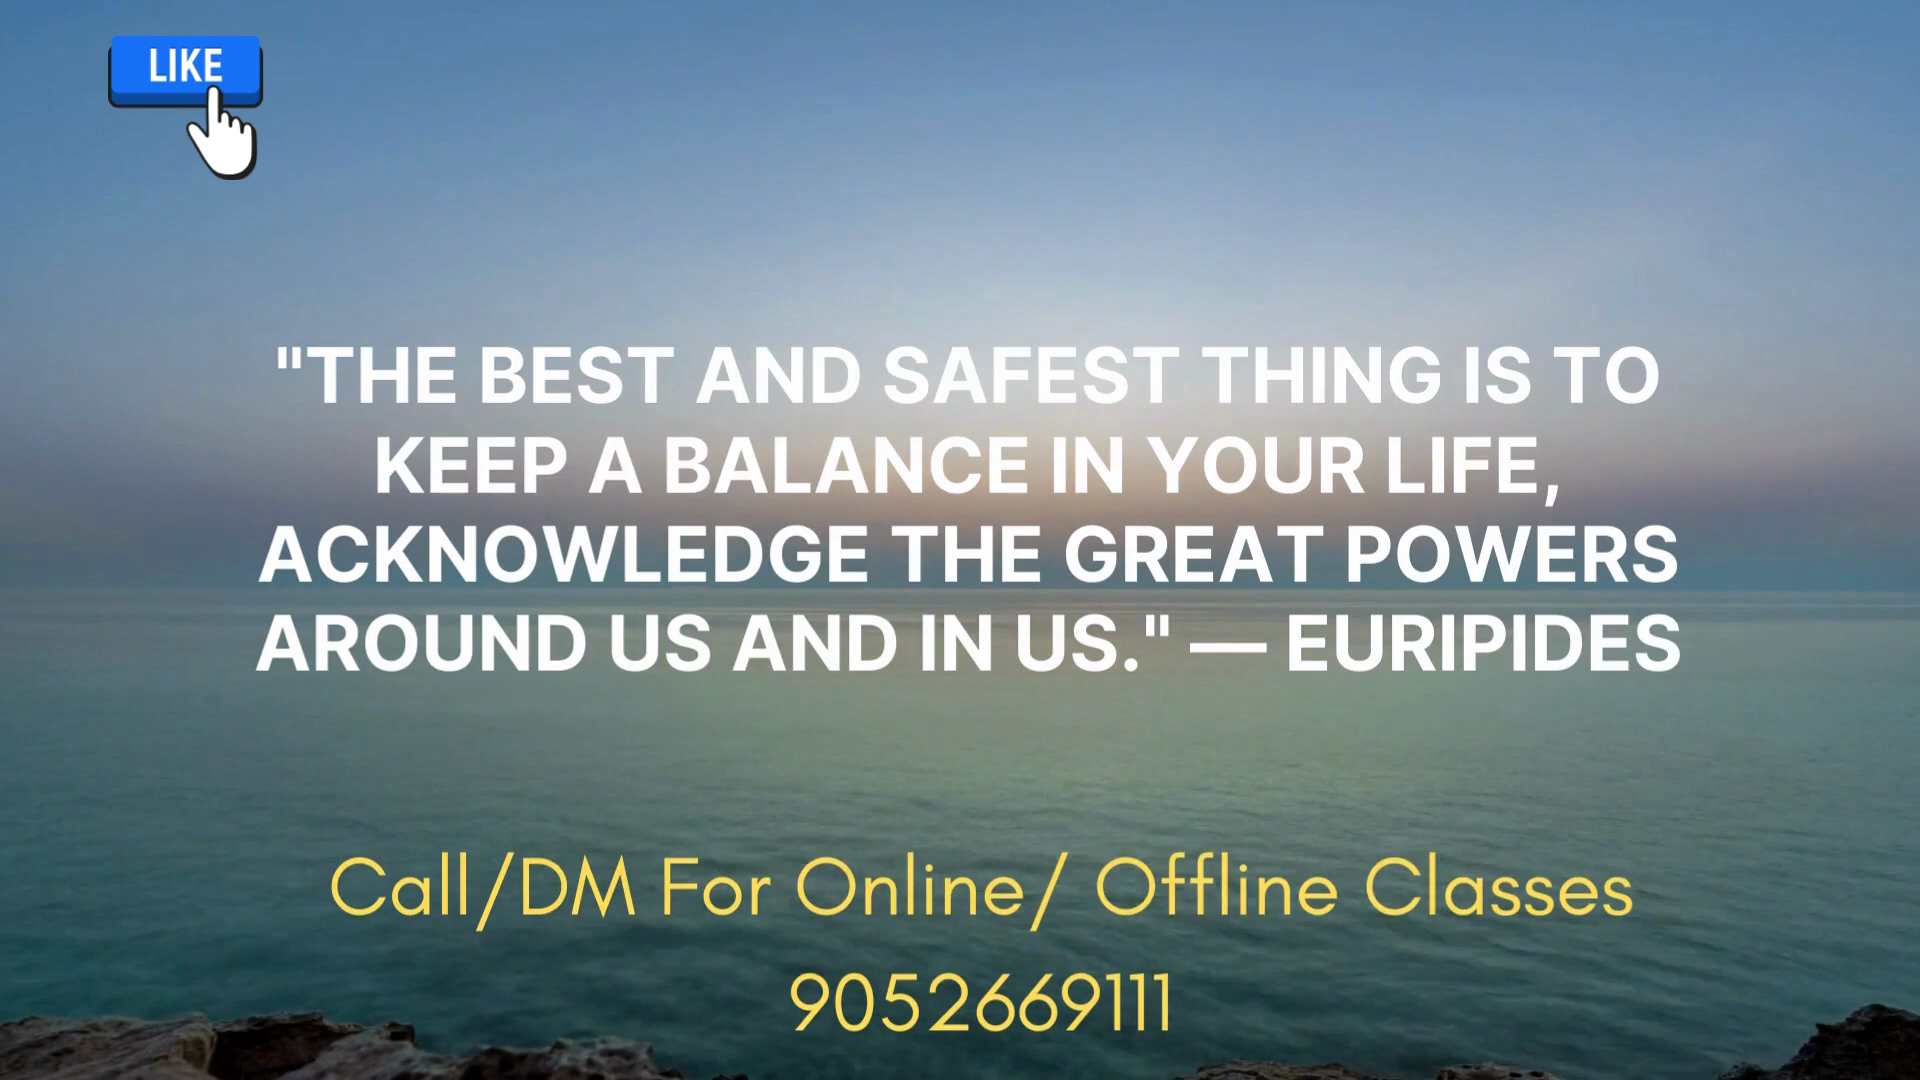 LIKE
"THE BEST AND SAFEST THING IS TO
KEEP A BALANCE IN YOUR LIFE,
ACKNOWLEDGE THE GREAT POWERS
AROUND US AND IN US." — EURIPIDES
Call/DM For Online/ Offline Classes
9052669111